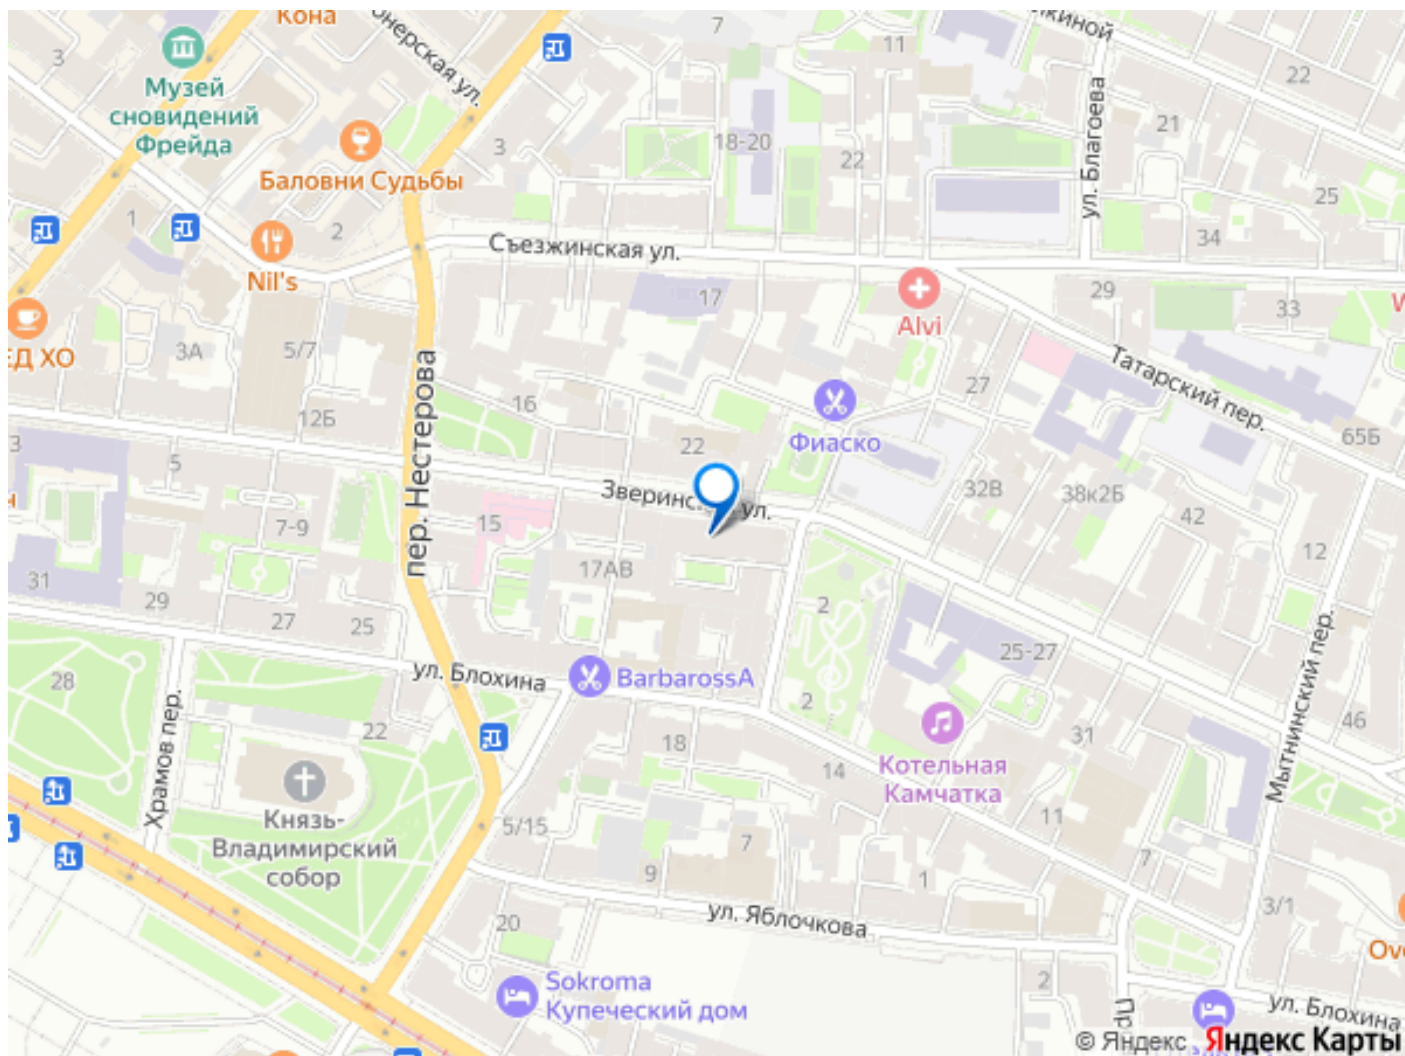 Кона
7
11
3
Музей
сновидений
Фрейда
22
ул. Благоева
21
18-20
22
3
Баловни Судьбы
25
1
2
Съезжинская ул.
34
Nil's
17
29
33
Alvi
ЕД ХО
3А
5/7
пер. Нестерова
Татарский пер.
27
12Б
16
22
Фиаско
65Б
3
5
Зверинс
ул.
32В
38к2Б
42
7-9
15
12
31
29
17АВ
2
27
25
25-27
ул. Блохина
BarbarossA
28
Храмов пер.
22
2
Мытнинский пер.
46
18
31
14
Котельная
Камчатка
Князь-
Владимирский
собор
5/15
7
11
9
1
7
20
ул. Яблочкова
3/1
Sokroma
Купеческий дом
2
ул. Блохина
© Яндекс Яндекс Карты